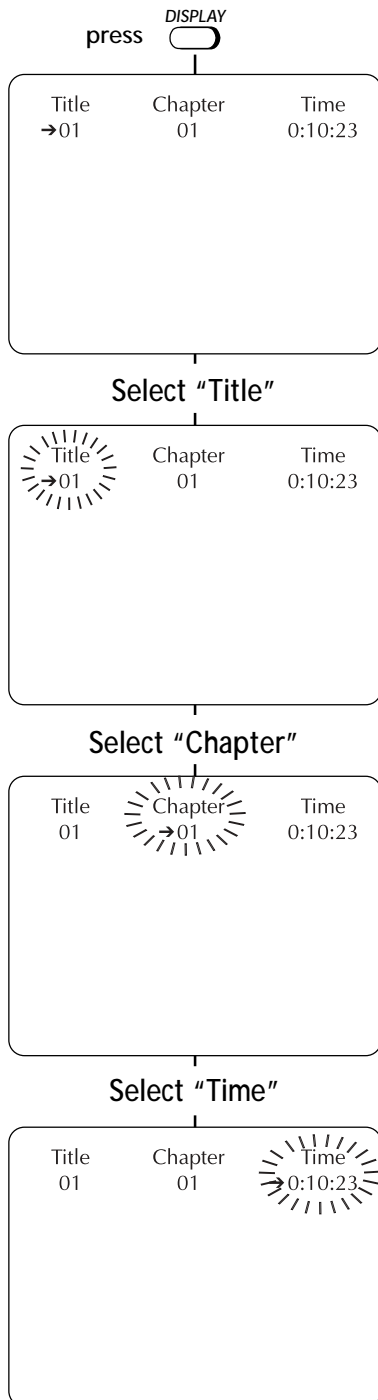 DISPLAY
press
Title Chapter Time
➔01 01 0:10:23
Select "Title"
Title Chapter Time
➔01 01 0:10:23
Select "Chapter"
Title Chapter Time
01 ➔01 0:10:23
Select "Time"
Title Chapter Time
01 01 ➔0:10:23